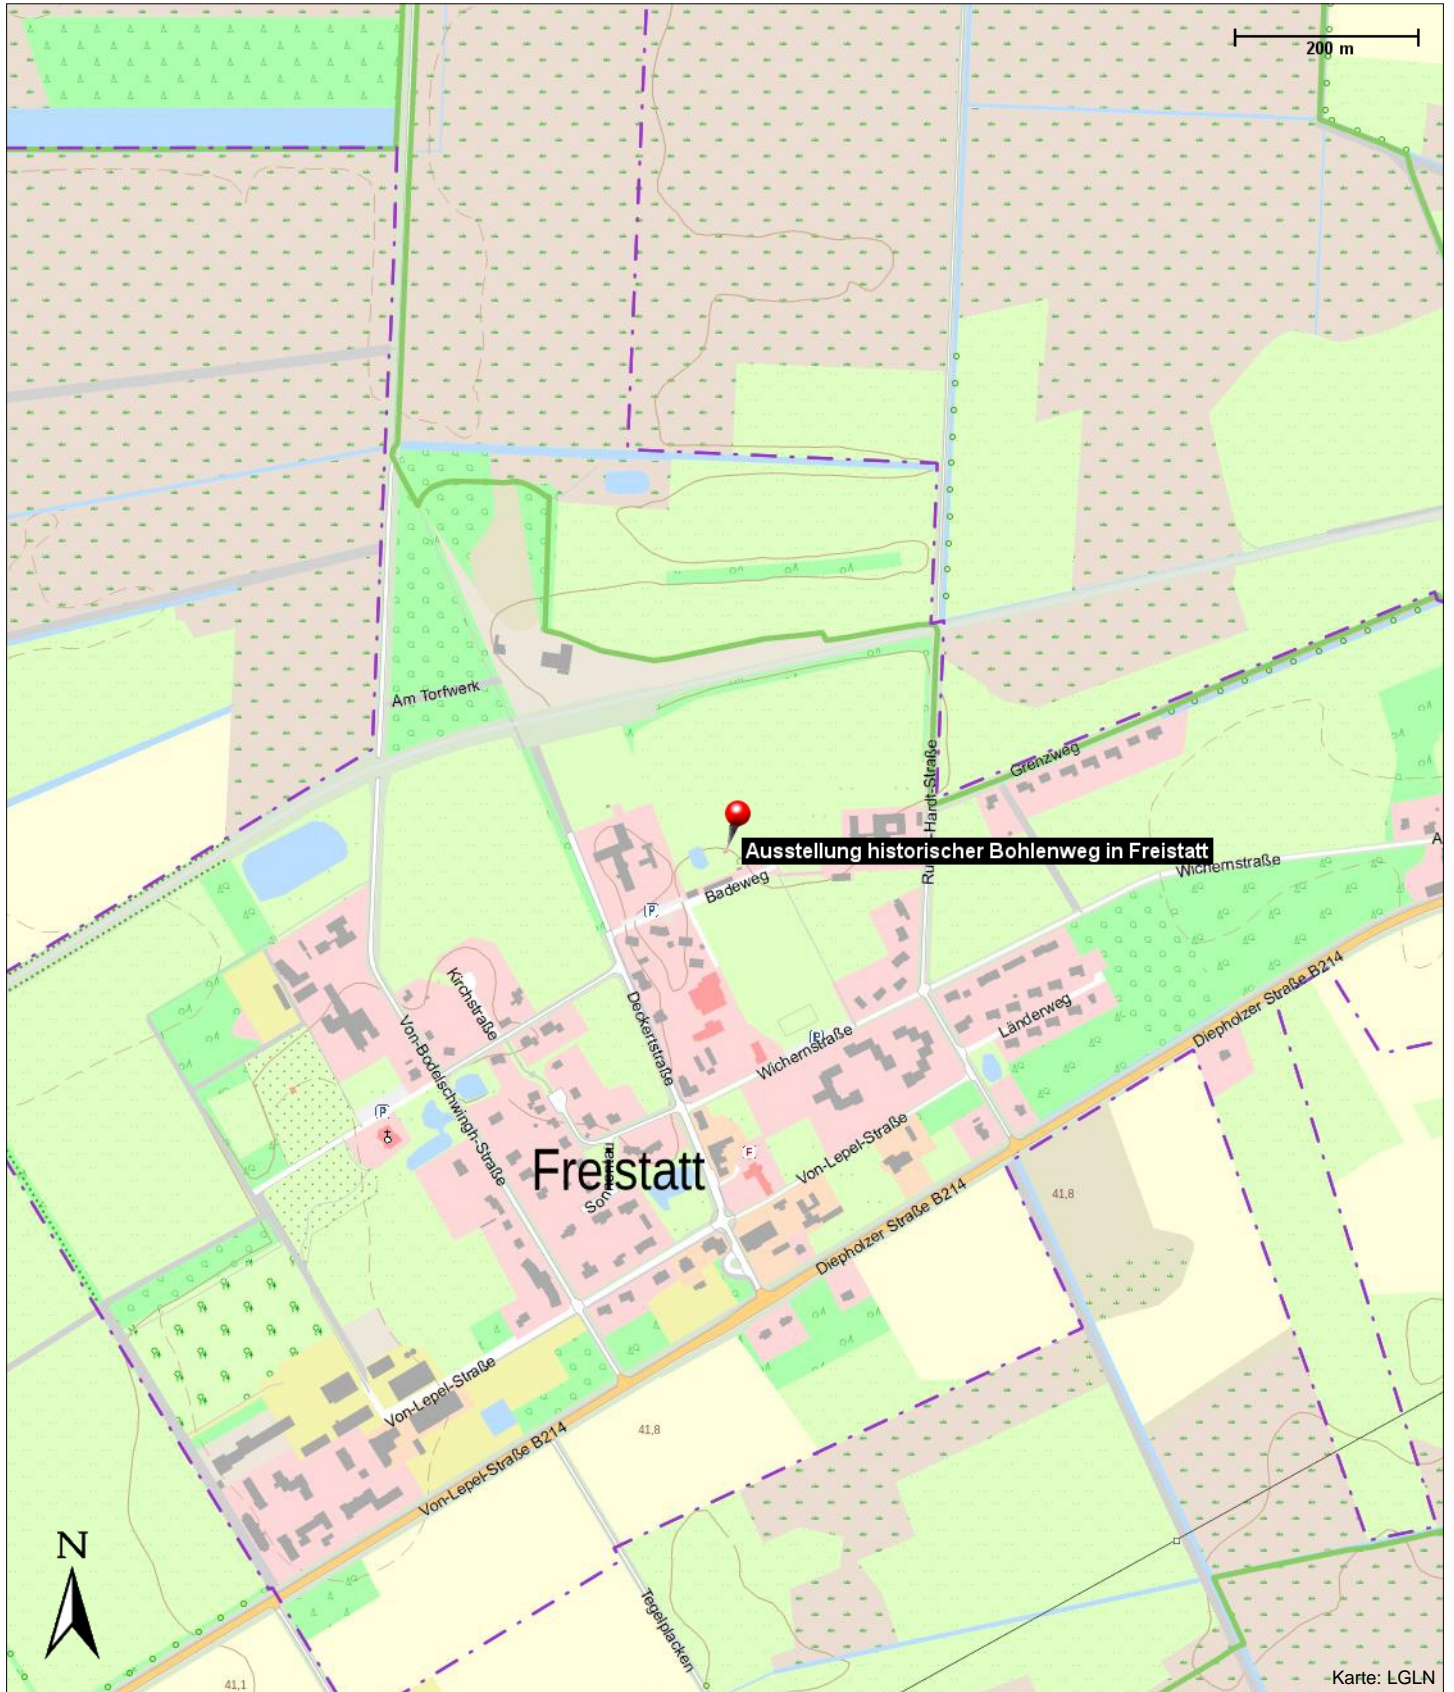 200 m
Am Torfwerk
Grenzweg
Ausstellung historischer Bohlenweg in Freistatt
Hardt-Straße
Wichernstraße
Badeweg
P
Kirchstraße
Deckertstraße
Von-Bodelschwingh-Straße
Länderweg
Diepholzer Straße B214
P
Wichernstraße
P
Von-Lepel-Straße
F
Freistatt
Diepholzer Straße B214
41,8
Von-Lepel-Straße
Von-Lepel-Straße B214
41,8
Tegelplacken
N
41,1
Karte: LGLN